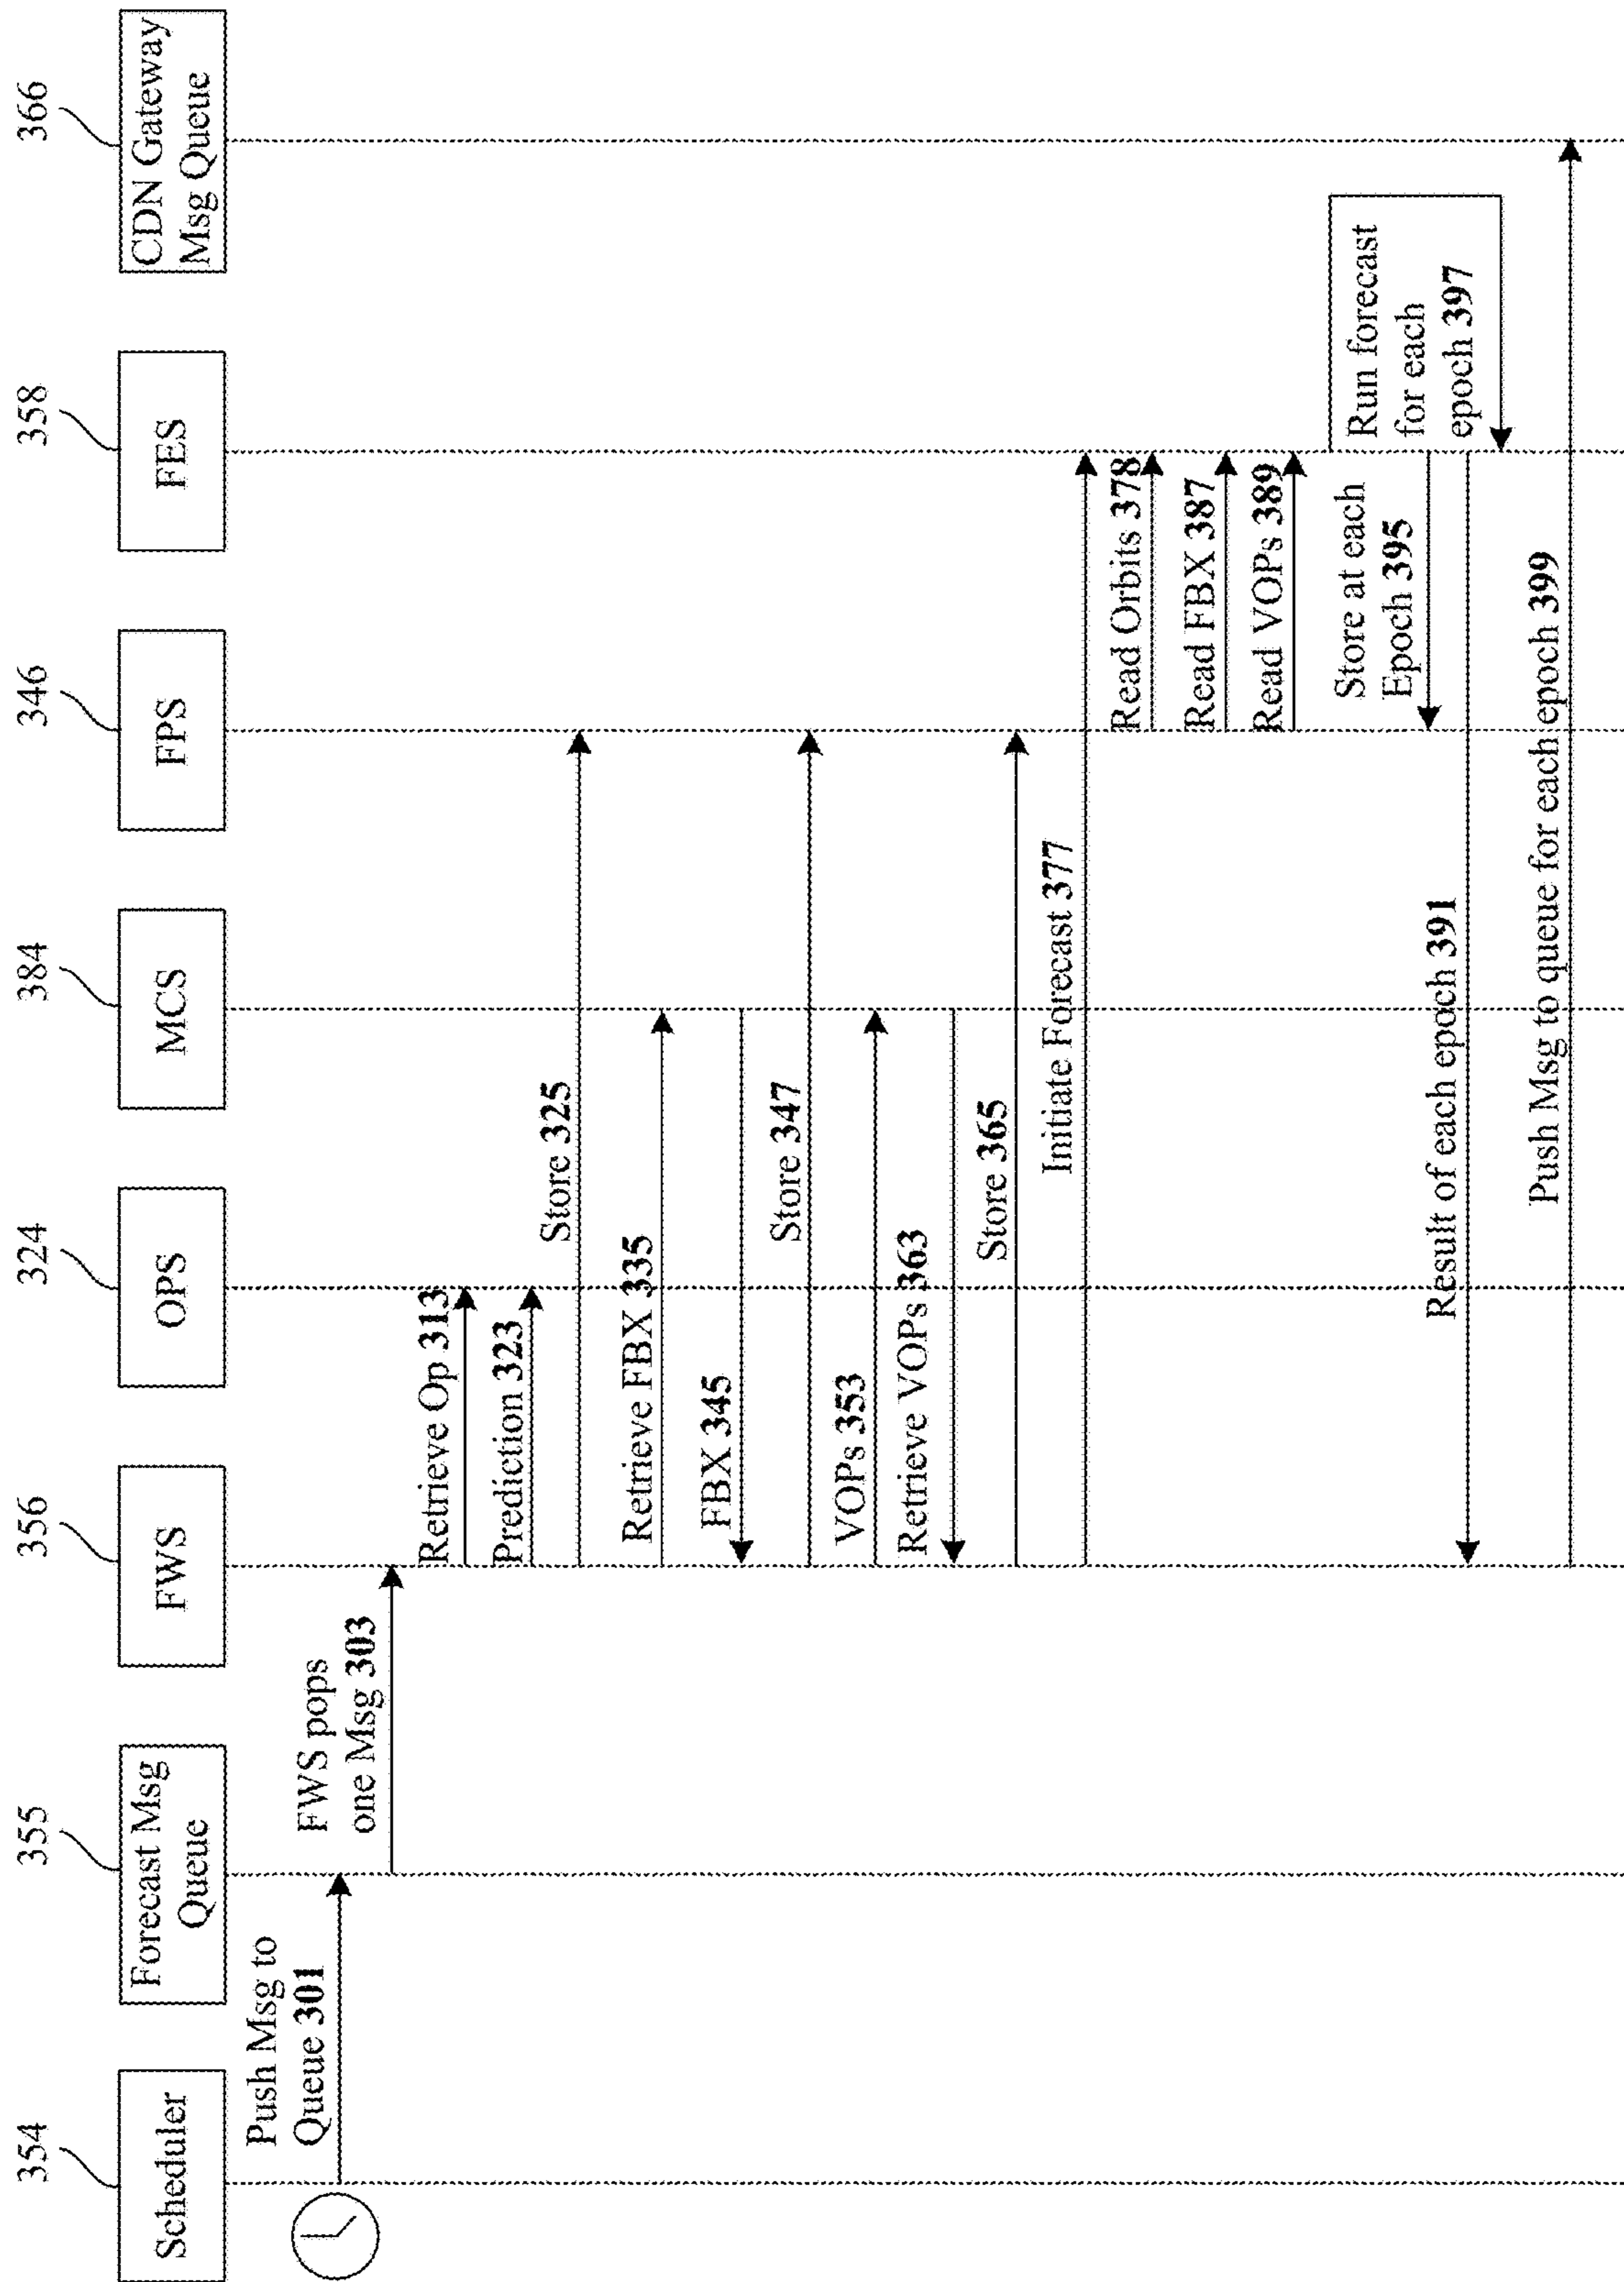 354
355
356
324
384
346
358
366
Scheduler
Forecast Msg
Queue
FWS
OPS
MCS
FPS
FES
CDN Gateway
Msg Queue
Push Msg to
Queue 301
FWS pops
one Msg 303
Retrieve Op 313
Prediction 323
Store 325
Retrieve FBX 335
FBX 345
Store 347
VOPs 353
Retrieve VOPs 363
Store 365
Initiate Forecast 377
Read Orbits 378
Read FBX 387
Read VOPs 389
Run forecast
for each
epoch 397
Store at each
Epoch 395
Result of each epoch 391
Push Msg to queue for each epoch 399